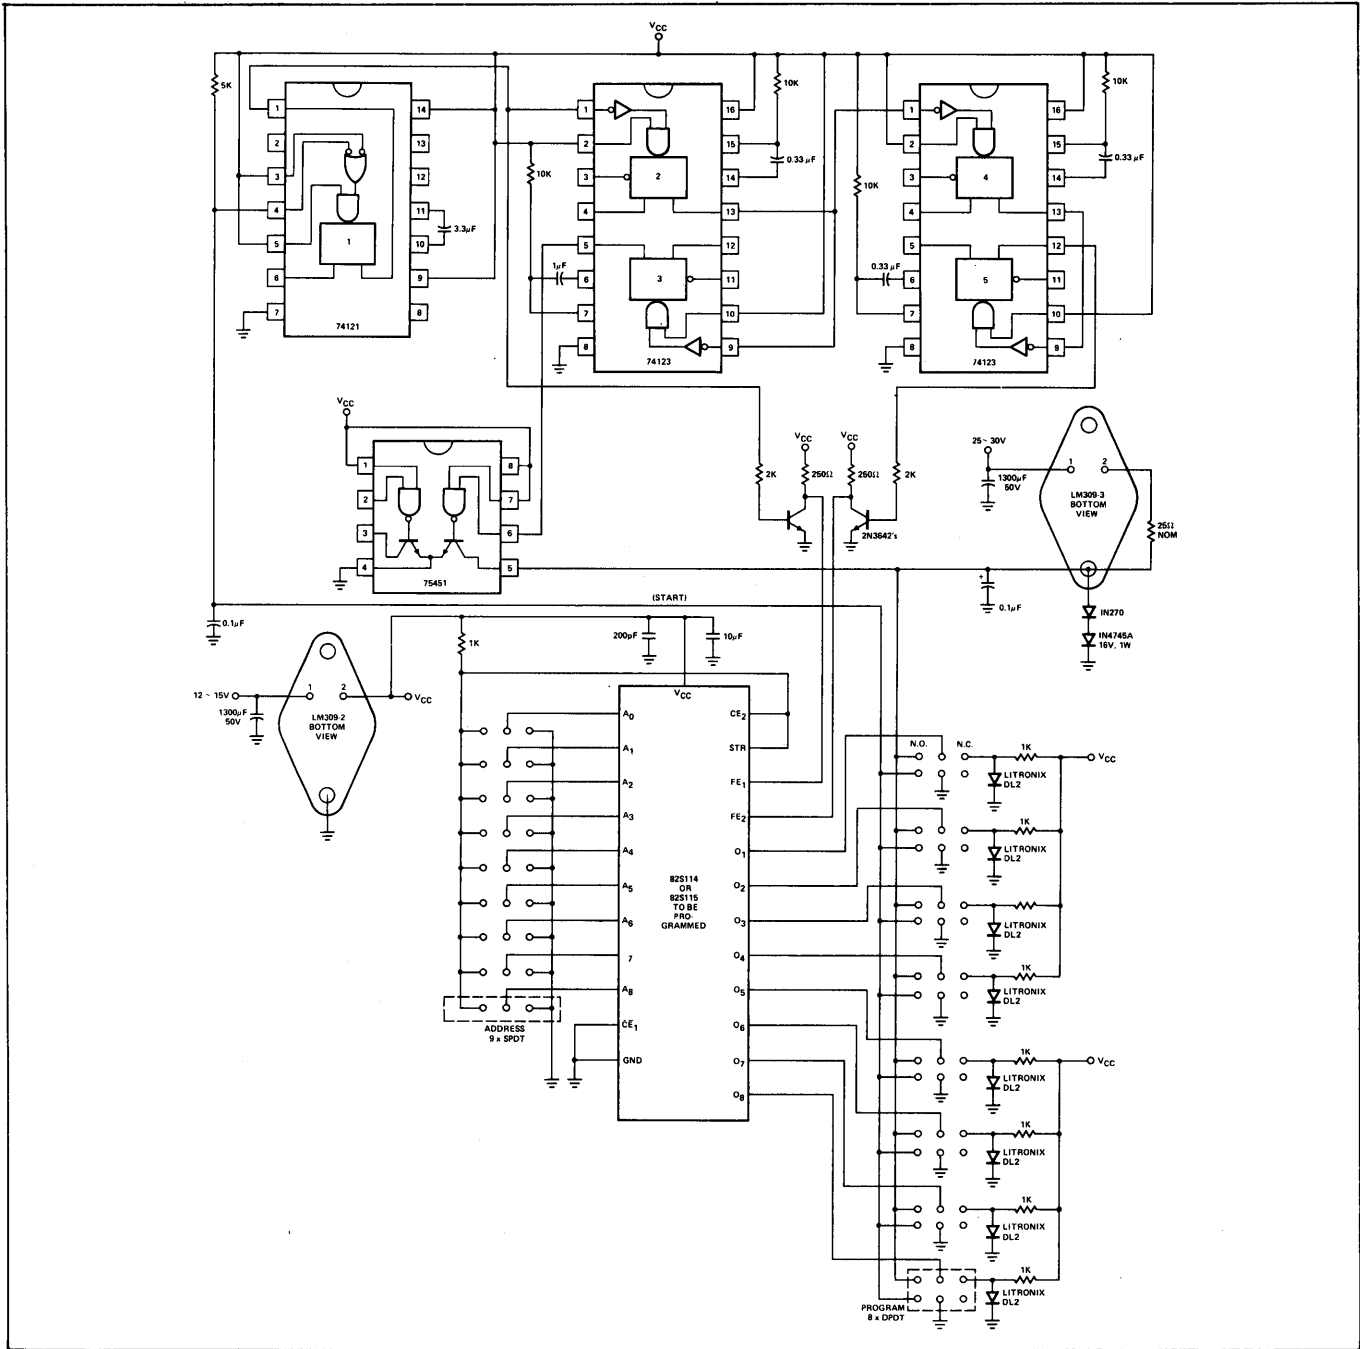 VCC
5K
10K
10K
1
2
3
4
5
6
7
14
13
12
11
10
9
8
1
74121
3.3µF
10K
1µF
1
2
3
4
5
6
7
8
16
15
14
13
12
11
10
9
2
3
74123
0.33 µF
10K
0.33 µF
1
2
3
4
5
6
7
8
16
15
14
13
12
11
10
9
4
5
74123
0.33 µF
VCC
1
2
3
4
8
7
6
5
75451
VCC
VCC
2K
250Ω
250Ω
2K
2N3642's
25 ~ 30V
1300µF
50V
1
2
LM309-3
BOTTOM
VIEW
25Ω
NOM
+
0.1µF
IN270
IN4745A
16V, 1W
(START)
0.1µF
1K
200pF
10µF
12 ~ 15V
1300µF
50V
1
2
VCC
LM309-2
BOTTOM
VIEW
VCC
A0
A1
A2
A3
A4
A5
A6
7
A8
CE1
GND
82S114
OR
82S115
TO BE
PRO-
GRAMMED
CE2
STR
FE1
FE2
O1
O2
O3
O4
O5
O6
O7
O8
ADDRESS
9 x SPDT
N.O.
N.C.
1K
VCC
LITRONIX
DL2
1K
LITRONIX
DL2
1K
LITRONIX
DL2
1K
LITRONIX
DL2
1K
VCC
LITRONIX
DL2
1K
LITRONIX
DL2
1K
LITRONIX
DL2
1K
LITRONIX
DL2
PROGRAM
8 x DPDT